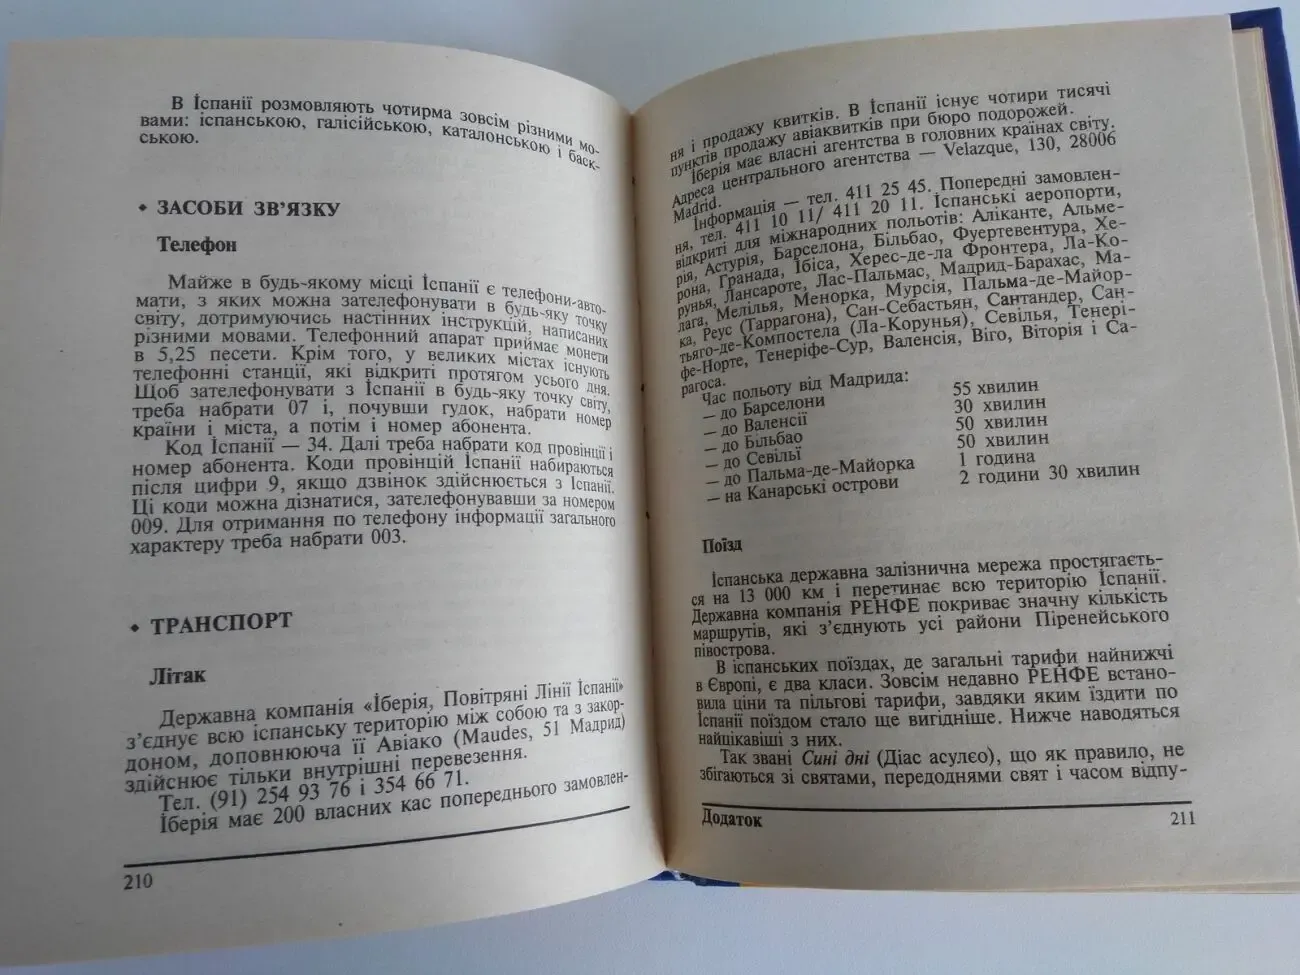 В Іспанії розмовляють чотирма зовсім різними мо-
вами: іспанською, галісійською, каталонською і баск-
ською.
• ЗАСОБИ ЗВ'ЯЗКУ
Телефон
Майже в будь-якому місці Іспанії є телефони-авто-
мати, з яких можна зателефонувати в будь-яку точку
світу, дотримуючись настінних інструкцій, написаних
різними мовами. Телефонний апарат приймає монети
в 5,25 песети. Крім того, у великих містах існують
телефонні станції, які відкриті протягом усього дня.
Щоб зателефонувати з Іспанії в будь-яку точку світу,
треба набрати 07 і, почувши гудок, набрати номер
країни і міста, а потім і номер абонента.
Код Іспанії — 34. Далі треба набрати код провінції і
номер абонента. Коди провінцій Іспанії набираються
після цифри 9, якщо дзвінок здійснюється з Іспанії.
Ці коди можна дізнатися, зателефонувавши за номером
009. Для отримання по телефону інформації загального
характеру треба набрати 003.
• ТРАНСПОРТ
Літак
Державна компанія «Іберія, Повітряні Лінії Іспанії»
з'єднує всю іспанську територію між собою та з закор-
доном, доповнююча її Авіако (Maudes, 51 Мадрид)
здійснює тільки внутрішні перевезення.
Тел. (91) 254 93 76 і 354 66 71.
Іберія має 200 власних кас попереднього замовлен-
210
ня і продажу квитків. В Іспанії існує чотири тисячі
пунктів продажу авіаквитків при бюро подорожей.
Іберія має власні агентства в головних країнах світу.
Адреса центрального агентства — Velazque, 130, 28006
Madrid.
Інформація — тел. 411 25 45. Попередні замовлен-
ня, тел. 411 10 11/ 411 20 11. Іспанські аеропорти,
відкриті для міжнародних польотів: Аліканте, Альме-
рія, Астурія, Барселона, Більбао, Фуертевентура, Хе-
рона, Гранада, Ібіса, Херес-де-ла Фронтера, Ла-Ко-
рунья, Лансароте, Лас-Пальмас, Мадрид-Барахас, Ма-
лага, Мелілья, Менорка, Мурсія, Пальма-де-Майор-
ка, Реус (Таррагона), Сан-Себастьян, Сантандер, Сан-
тьяго-де-Компостела (Ла-Корунья), Севілья, Тенері-
фе-Норте, Тенеріфе-Сур, Валенсія, Віго, Віторія і Са-
рагоса.
Час польоту від Мадрида:
— до Барселони 55 хвилин
— до Валенсії 30 хвилин
— до Більбао 50 хвилин
— до Севільї 50 хвилин
— до Пальма-де-Майорка 1 година
— на Канарські острови 2 години 30 хвилин
Поїзд
Іспанська державна залізнична мережа простягаєть-
ся на 13 000 км і перетинає всю територію Іспанії.
Державна компанія РЕНФЕ покриває значну кількість
маршрутів, які з'єднують усі райони Піренейського
півострова.
В іспанських поїздах, де загальні тарифи найнижчі
в Європі, є два класи. Зовсім недавно РЕНФЕ встано-
вила ціни та пільгові тарифи, завдяки яким їздити по
Іспанії поїздом стало ще вигідніше. Нижче наводяться
найцікавіші з них.
Так звані Сині дні (Діас асулєо), що як правило, не
збігаються зі святами, передоднями свят і часом відпу-
Додаток
211